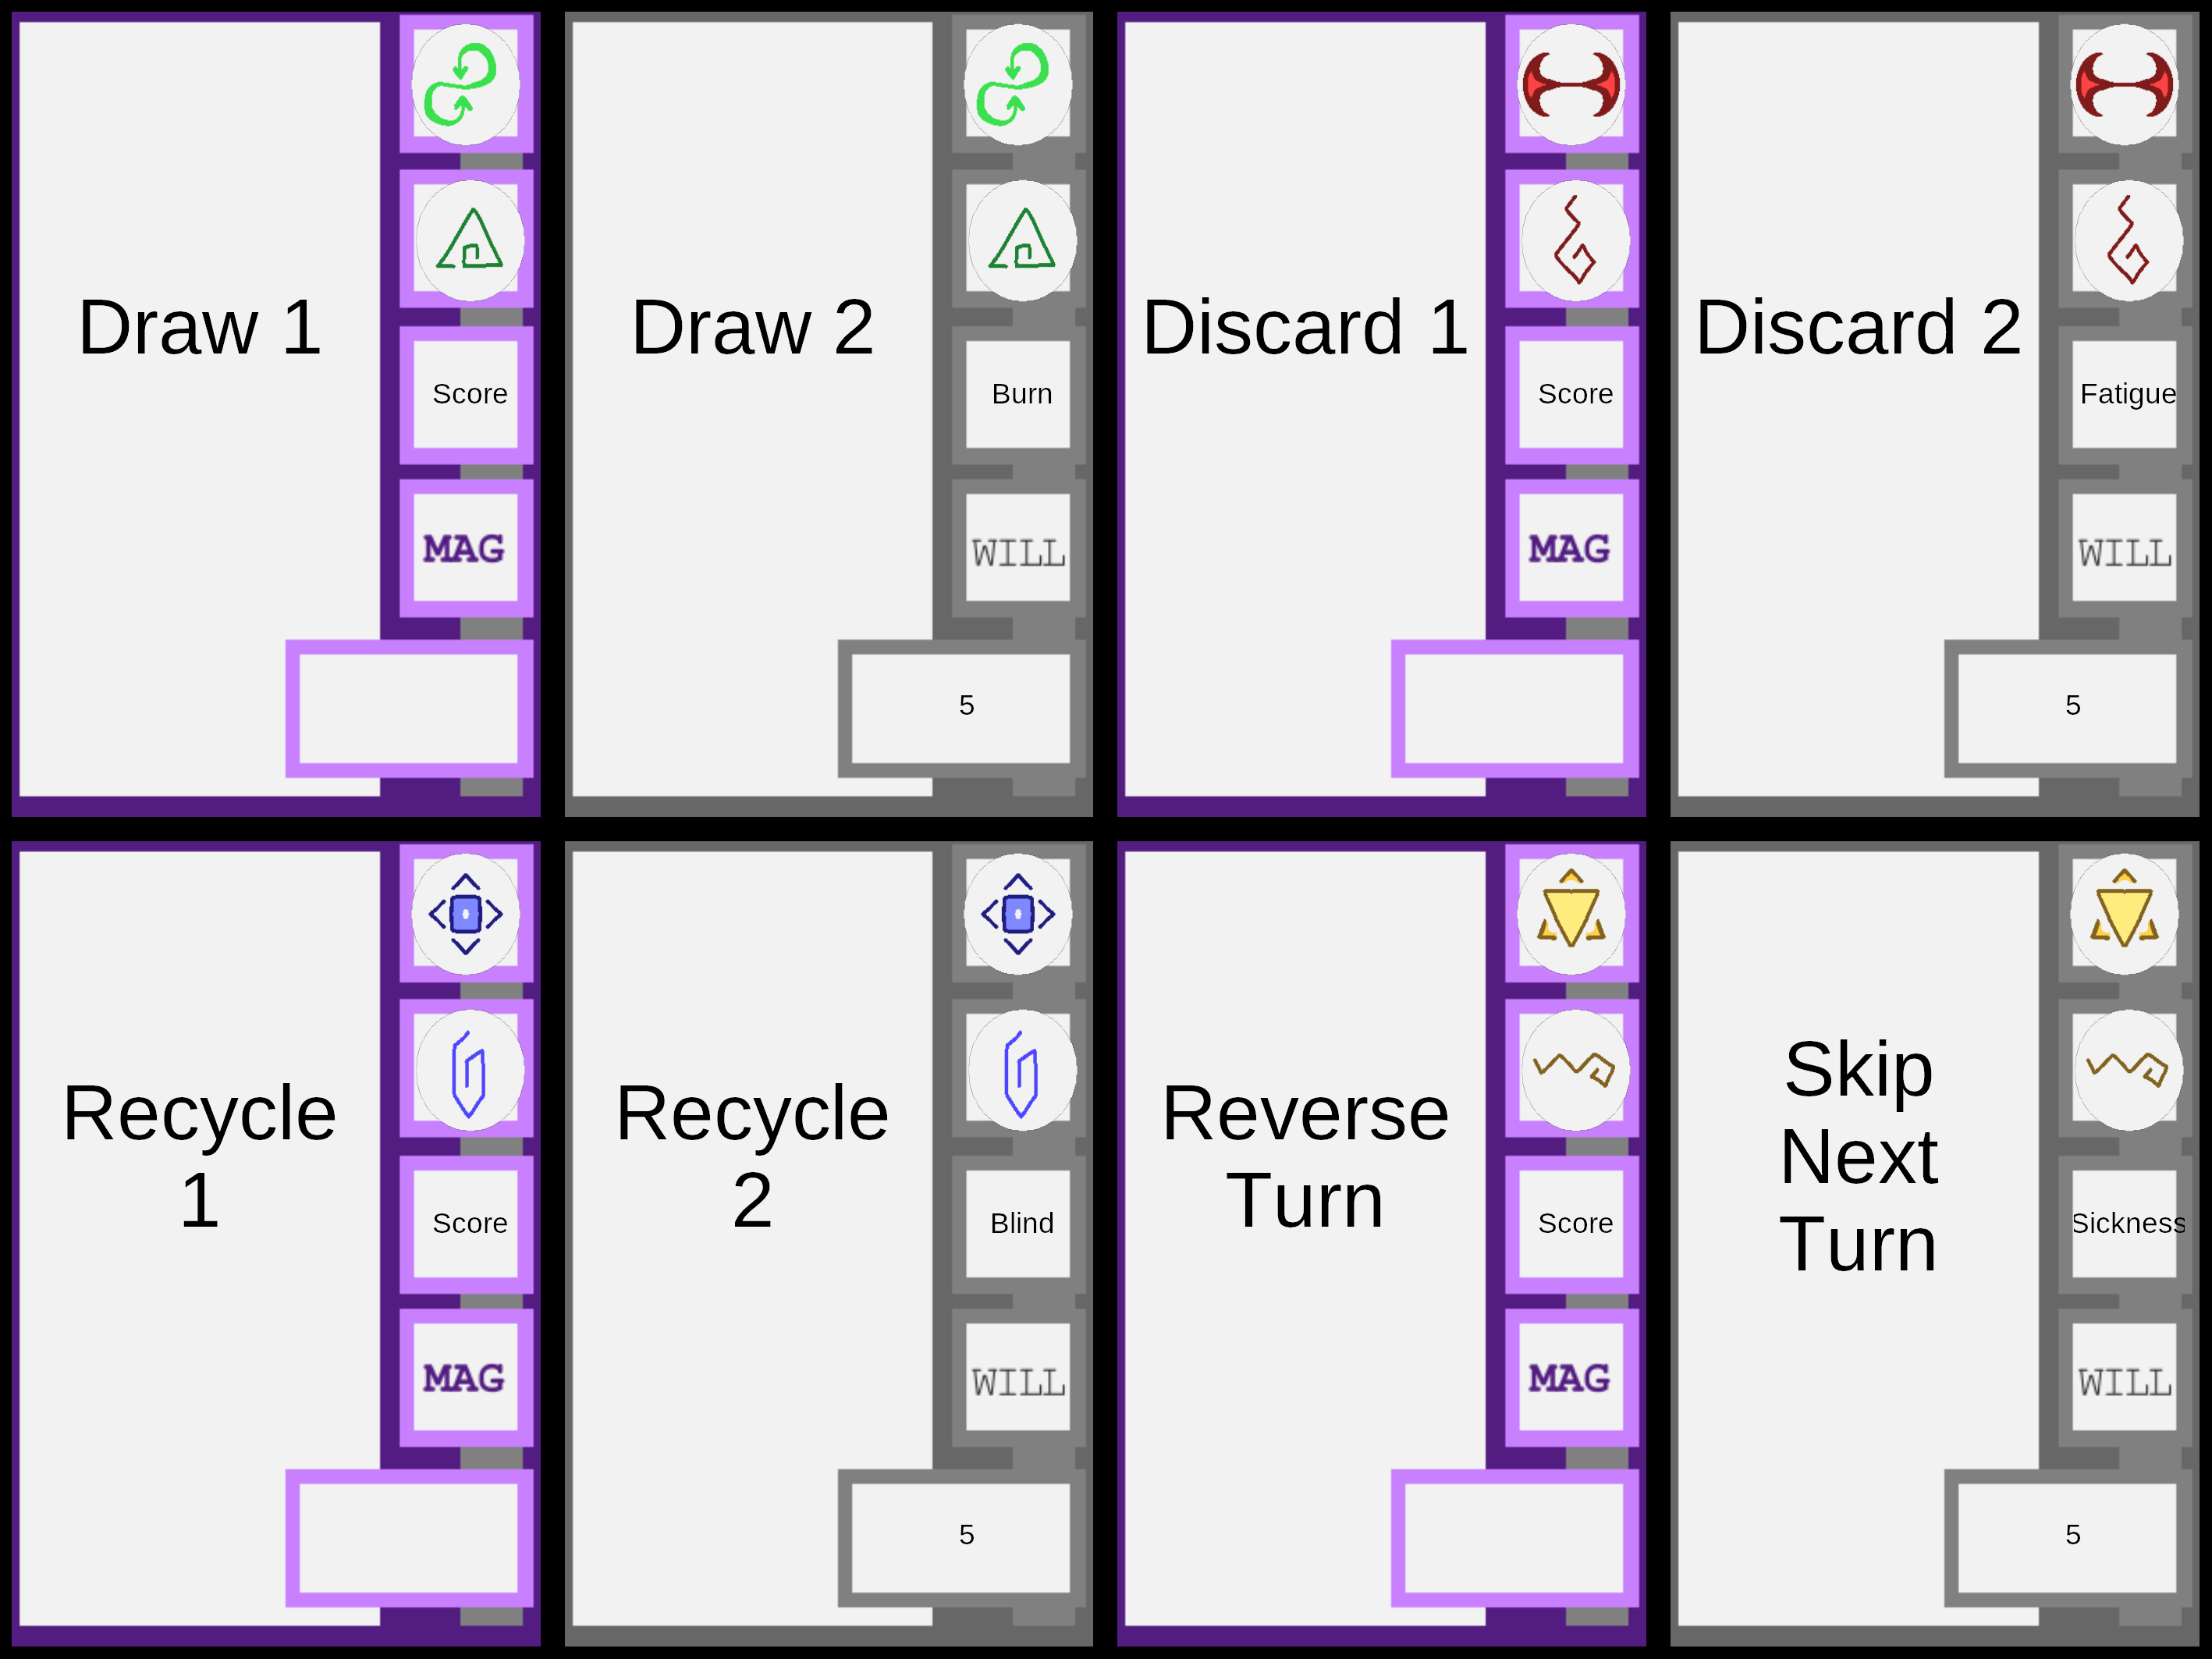 Draw 1
Score
MAG
Draw 2
Burn
WILL
5
Discard 1
Score
MAG
Discard 2
Fatigue
WILL
5
Recycle
1
Score
MAG
Recycle
2
Blind
WILL
5
Reverse
Turn
Score
MAG
Skip
Next
Turn
Sickness
WILL
5